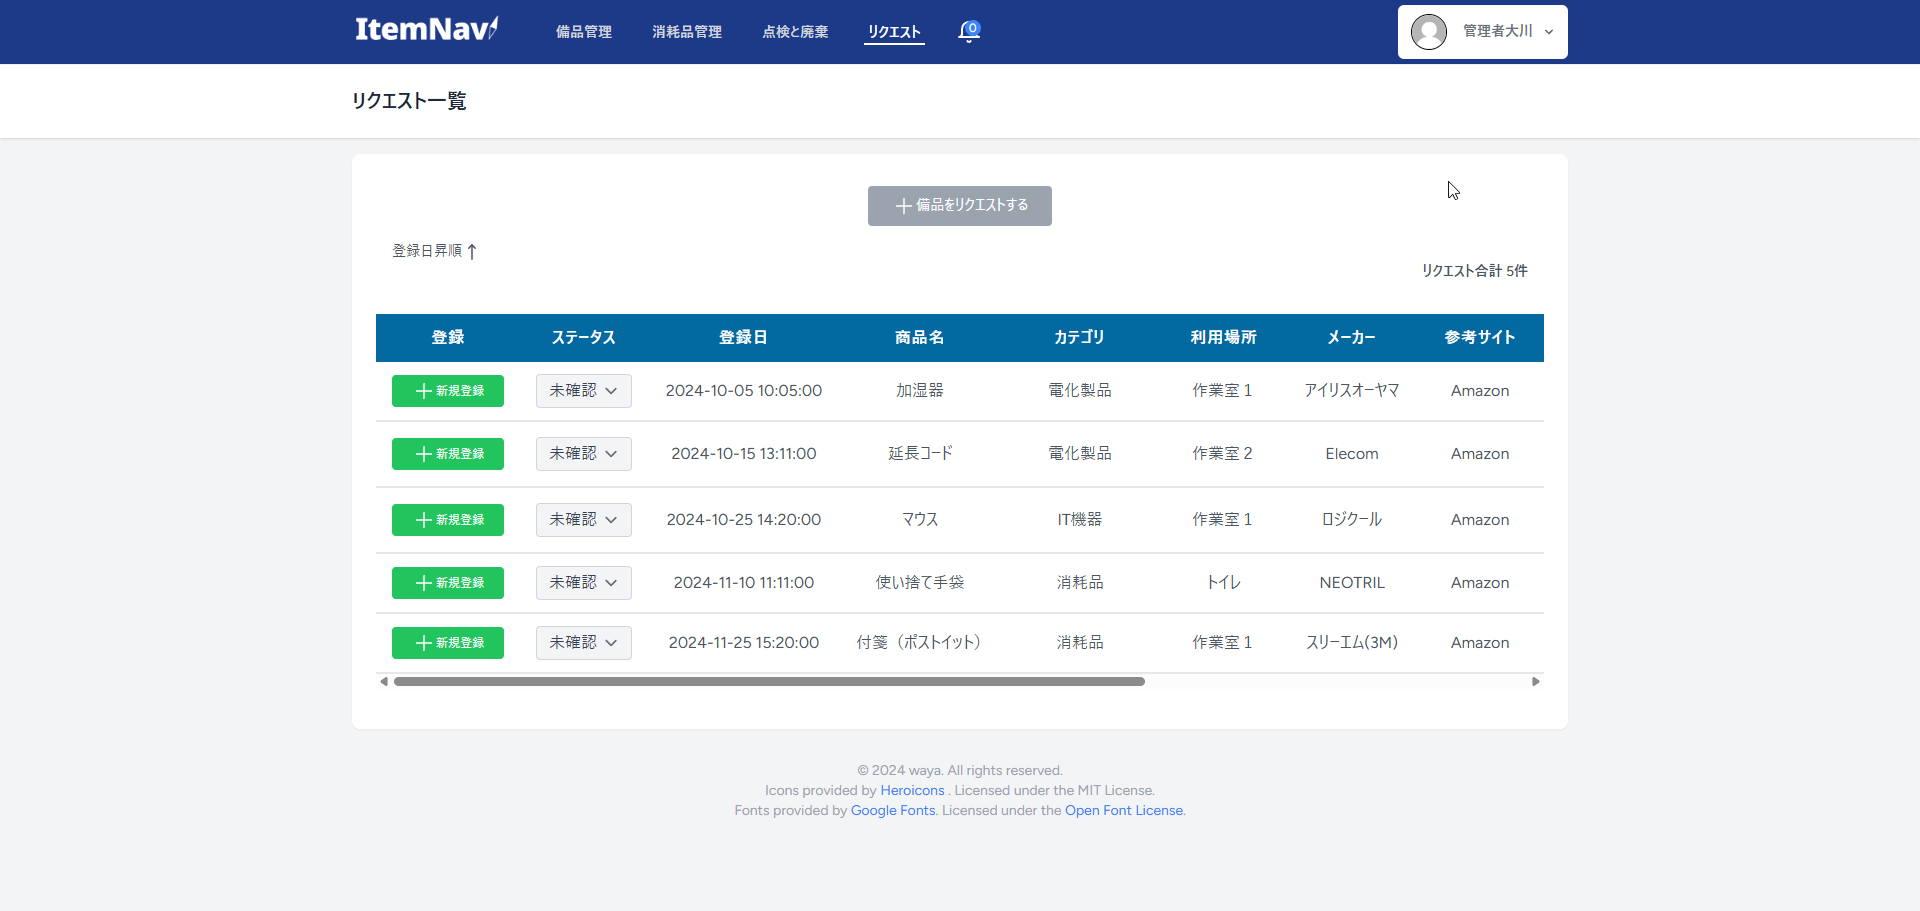 ItemNavi
備品管理
消耗品管理
点検と廃棄
リクエスト
0
管理者大川
リクエスト一覧
備品をリクエストする
登録日昇順
リクエスト合計 5件
登録 ステータス 登録日 商品名 カテゴリ 利用場所 メーカー 参考サイト
新規登録 未確認 2024-10-05 10:05:00 加湿器 電化製品 作業室1 アイリスオーヤマ Amazon
新規登録 未確認 2024-10-15 13:11:00 延長コード 電化製品 作業室2 Elecom Amazon
新規登録 未確認 2024-10-25 14:20:00 マウス IT機器 作業室1 ロジクール Amazon
新規登録 未確認 2024-11-10 11:11:00 使い捨て手袋 消耗品 トイレ NEOTRIL Amazon
新規登録 未確認 2024-11-25 15:20:00 付箋（ポストイット） 消耗品 作業室1 スリーエム(3M) Amazon
© 2024 waya. All rights reserved.
Icons provided by Heroicons . Licensed under the MIT License.
Fonts provided by Google Fonts. Licensed under the Open Font License.